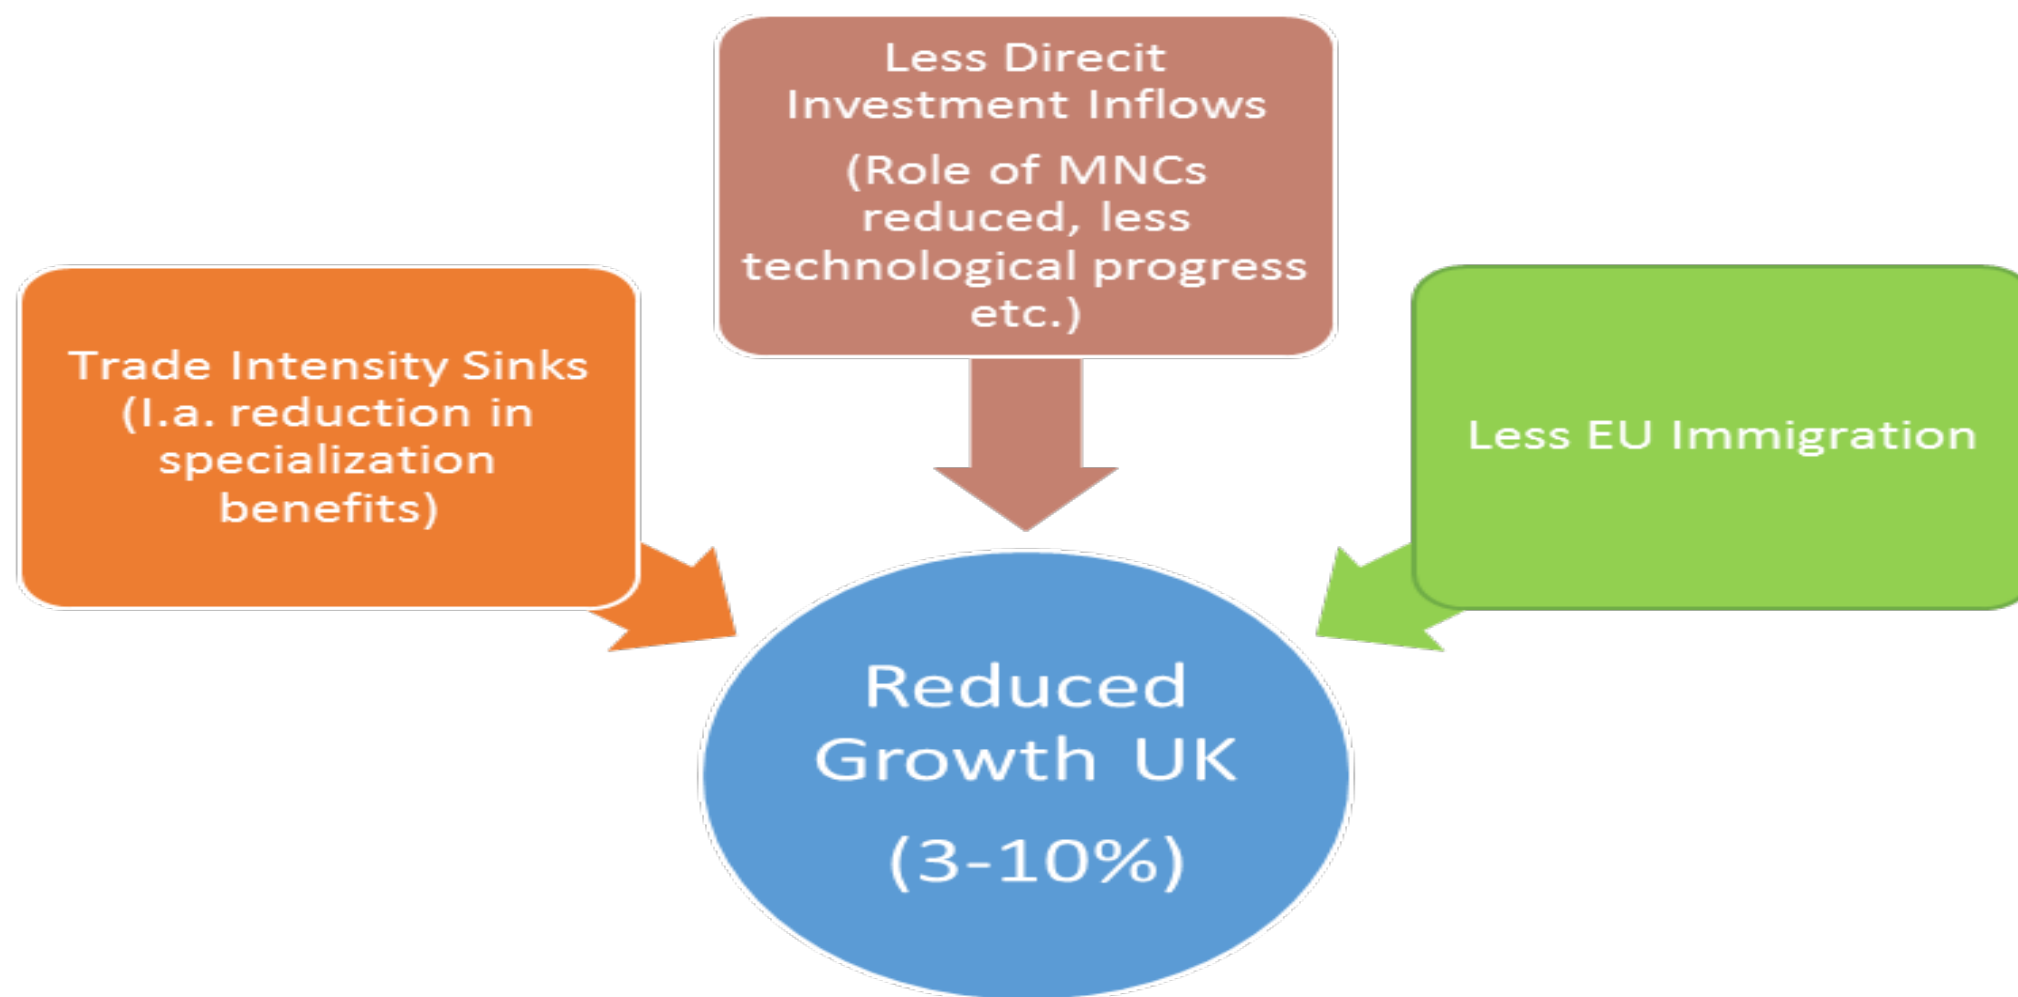 Less Direcit
Investment Inflows
(Role of MNCs
reduced, less
technological progress
etc.)
Trade Intensity Sinks
(I.a. reduction in
specialization
benefits)
Less EU Immigration
Reduced
Growth UK
(3-10%)